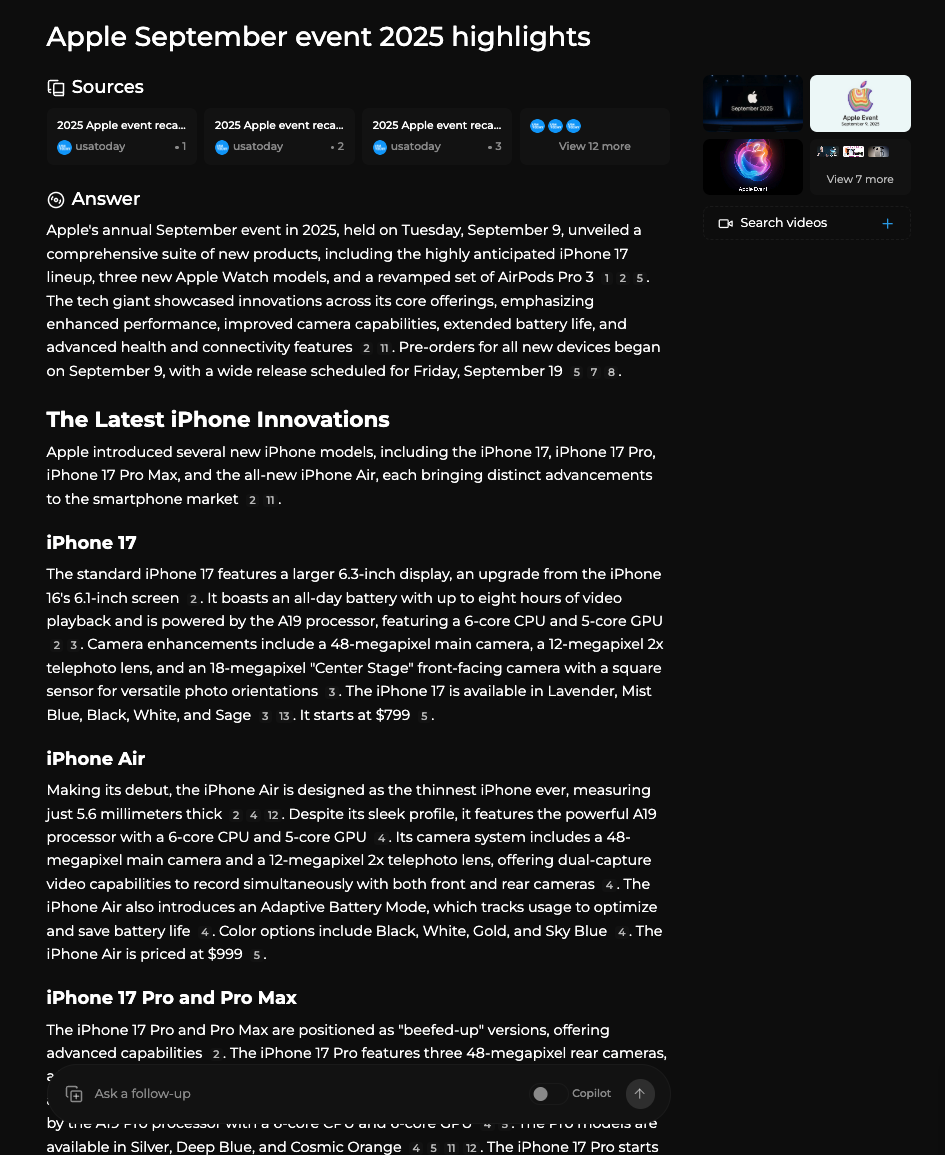 Apple September event 2025 highlights
Sources
2025 Apple event reca...
usatoday • 1
2025 Apple event reca...
usatoday • 2
2025 Apple event reca...
usatoday • 3
View 12 more
September 2025
Apple Event
September 9, 2025
Apple Event
View 7 more
Search videos +
Answer
Apple's annual September event in 2025, held on Tuesday, September 9, unveiled a
comprehensive suite of new products, including the highly anticipated iPhone 17
lineup, three new Apple Watch models, and a revamped set of AirPods Pro 3 1 2 5 .
The tech giant showcased innovations across its core offerings, emphasizing
enhanced performance, improved camera capabilities, extended battery life, and
advanced health and connectivity features 2 11 . Pre-orders for all new devices began
on September 9, with a wide release scheduled for Friday, September 19 5 7 8 .
The Latest iPhone Innovations
Apple introduced several new iPhone models, including the iPhone 17, iPhone 17 Pro,
iPhone 17 Pro Max, and the all-new iPhone Air, each bringing distinct advancements
to the smartphone market 2 11 .
iPhone 17
The standard iPhone 17 features a larger 6.3-inch display, an upgrade from the iPhone
16's 6.1-inch screen 2 . It boasts an all-day battery with up to eight hours of video
playback and is powered by the A19 processor, featuring a 6-core CPU and 5-core GPU
2 3 . Camera enhancements include a 48-megapixel main camera, a 12-megapixel 2x
telephoto lens, and an 18-megapixel "Center Stage" front-facing camera with a square
sensor for versatile photo orientations 3 . The iPhone 17 is available in Lavender, Mist
Blue, Black, White, and Sage 3 13 . It starts at $799 5 .
iPhone Air
Making its debut, the iPhone Air is designed as the thinnest iPhone ever, measuring
just 5.6 millimeters thick 2 4 12 . Despite its sleek profile, it features the powerful A19
processor with a 6-core CPU and 5-core GPU 4 . Its camera system includes a 48-
megapixel main camera and a 12-megapixel 2x telephoto lens, offering dual-capture
video capabilities to record simultaneously with both front and rear cameras 4 . The
iPhone Air also introduces an Adaptive Battery Mode, which tracks usage to optimize
and save battery life 4 . Color options include Black, White, Gold, and Sky Blue 4 . The
iPhone Air is priced at $999 5 .
iPhone 17 Pro and Pro Max
The iPhone 17 Pro and Pro Max are positioned as "beefed-up" versions, offering
advanced capabilities 2 . The iPhone 17 Pro features three 48-megapixel rear cameras,
Ask a follow-up Copilot
by the A19 Pro processor with a 6-core CPU and 6-core GPU 4 5 . The Pro models are
available in Silver, Deep Blue, and Cosmic Orange 4 5 11 12 . The iPhone 17 Pro starts